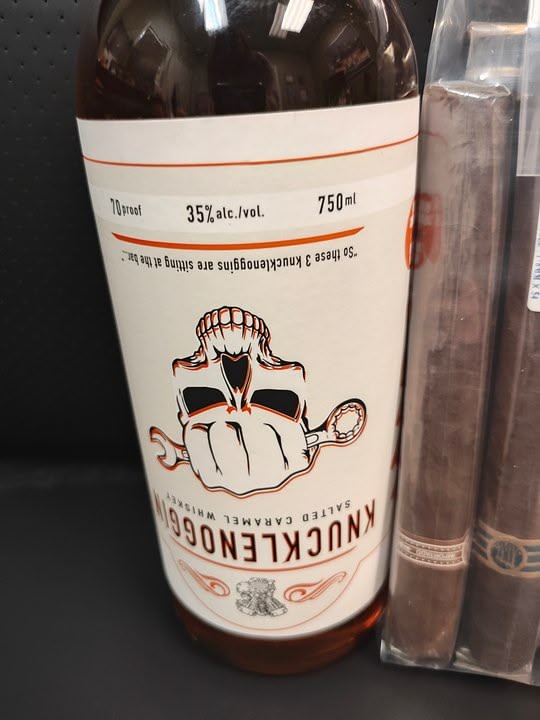 70 proof 35% alc./vol. 750 ml
"So these 3 knucklenoggins are sitting at the bar..."
SALTED CARAMEL WHISKEY
KNUCKLENOGGIN